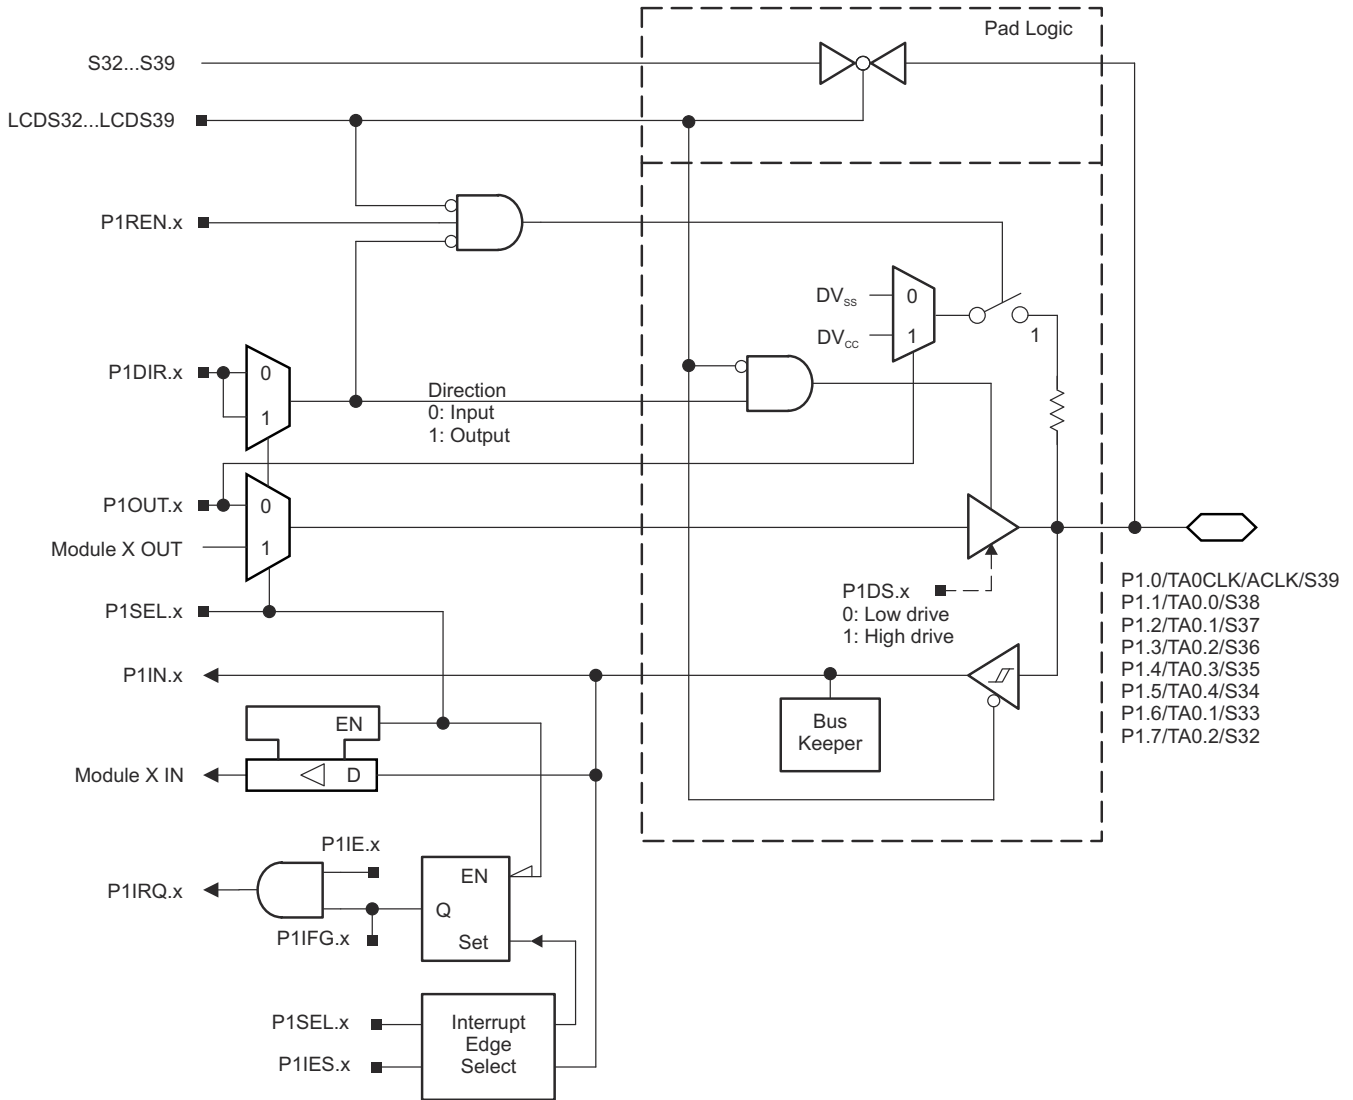 Pad Logic
S32...S39
LCDS32...LCDS39
P1REN.x
DVSS
0
DVCC
1
1
P1DIR.x
0
1
Direction
0: Input
1: Output
P1OUT.x
0
Module X OUT
1
P1SEL.x
P1DS.x
0: Low drive
1: High drive
P1.0/TA0CLK/ACLK/S39
P1.1/TA0.0/S38
P1.2/TA0.1/S37
P1.3/TA0.2/S36
P1.4/TA0.3/S35
P1.5/TA0.4/S34
P1.6/TA0.1/S33
P1.7/TA0.2/S32
P1IN.x
Bus
Keeper
EN
Module X IN
D
P1IE.x
P1IRQ.x
EN
Q
P1IFG.x
Set
P1SEL.x
P1IES.x
Interrupt
Edge
Select